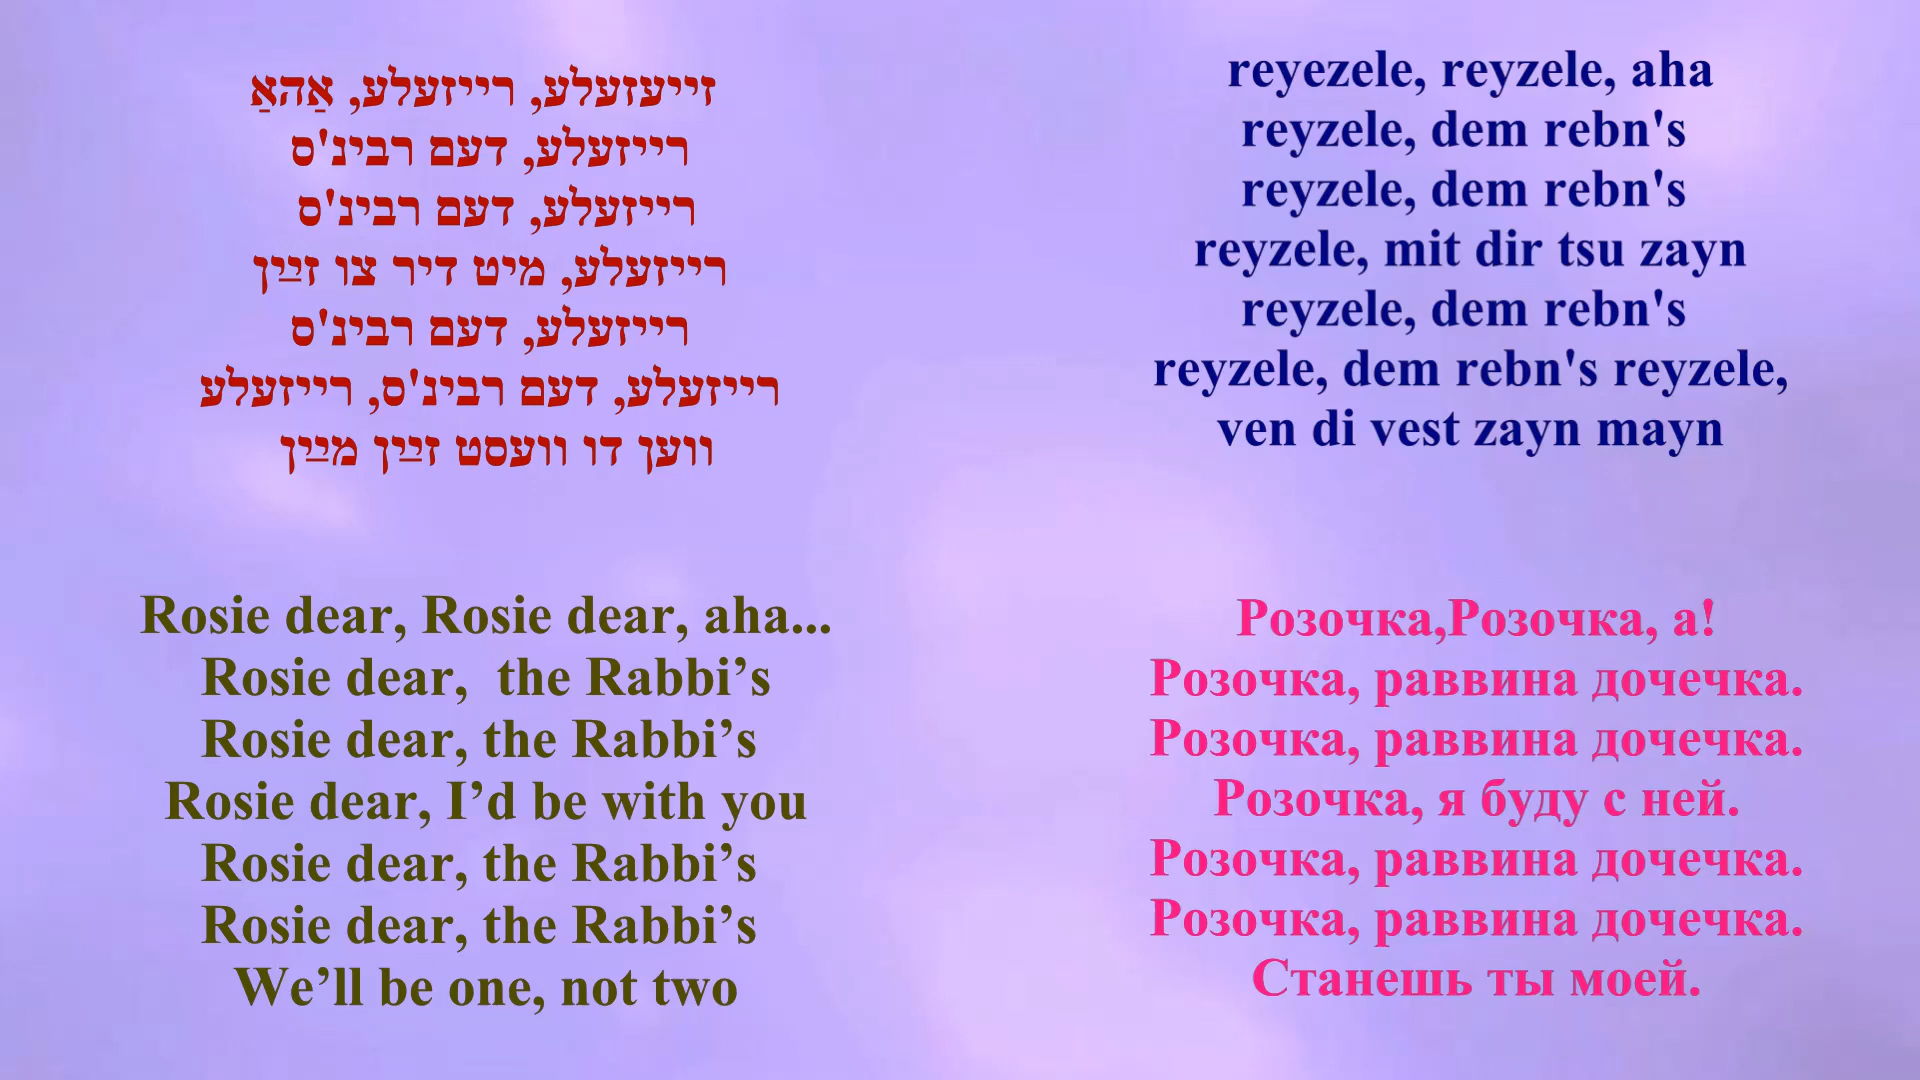 זייעזעלע, רייזעלע, אַהאַ
רייזעלע, דעם רבינ'ס
רייזעלע, דעם רבינ'ס
רייזעלע, מיט דיר צו זײַן
רייזעלע, דעם רבינ'ס
רייזעלע, דעם רבינ'ס, רייזעלע
ווען דו וועסט זײַן מײַן
reyezele, reyzele, aha
reyzele, dem rebn's
reyzele, dem rebn's
reyzele, mit dir tsu zayn
reyzele, dem rebn's
reyzele, dem rebn's reyzele,
ven di vest zayn mayn
Rosie dear, Rosie dear, aha...
Rosie dear, the Rabbi’s
Rosie dear, the Rabbi’s
Rosie dear, I’d be with you
Rosie dear, the Rabbi’s
Rosie dear, the Rabbi’s
We’ll be one, not two
Розочка,Розочка, а!
Розочка, раввина дочечка.
Розочка, раввина дочечка.
Розочка, я буду с ней.
Розочка, раввина дочечка.
Розочка, раввина дочечка.
Станешь ты моей.